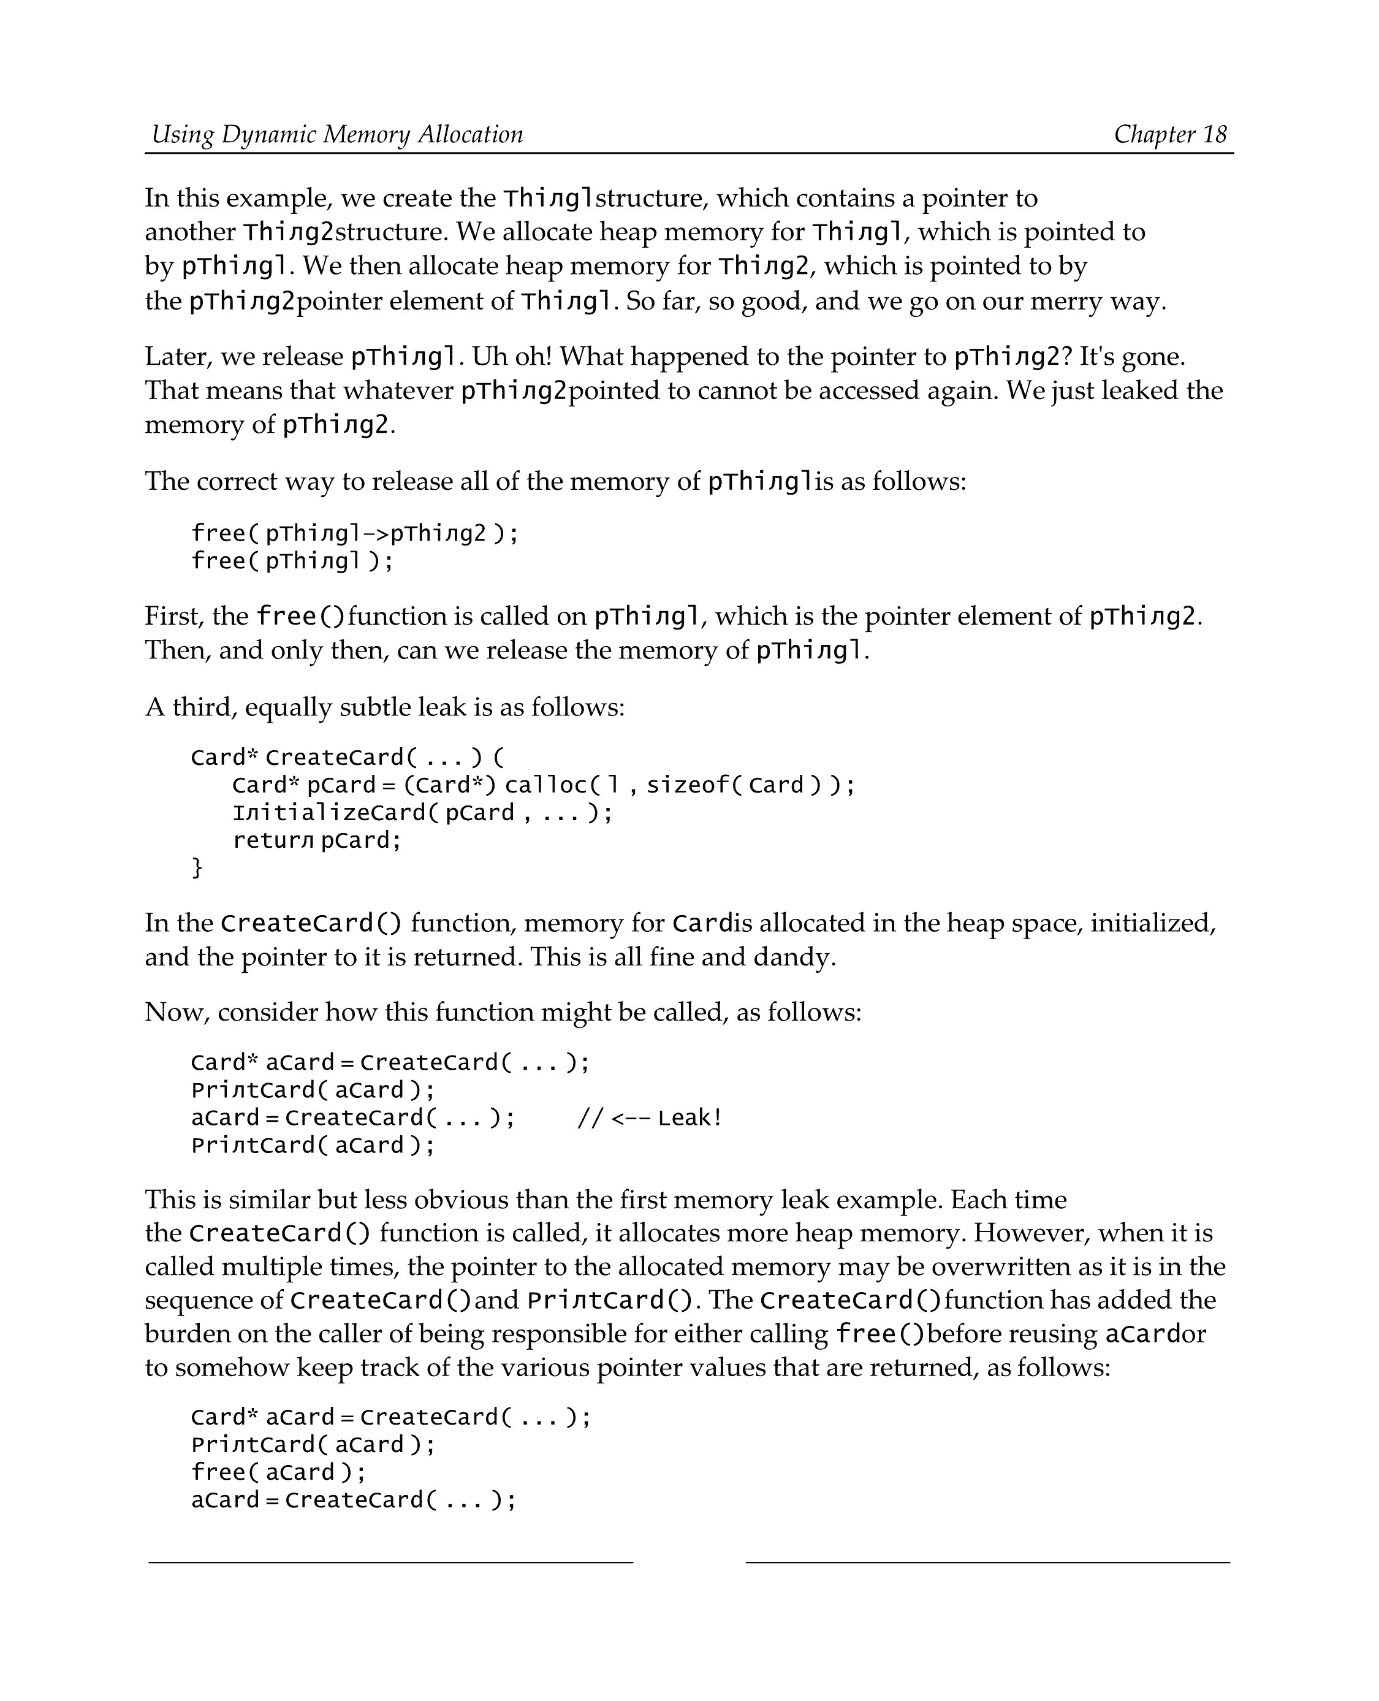 Using Dynamic Memory Allocation Chapter 18
In this example, we create the Thiлglstructure, which contains a pointer to
another Thiлg2structure. We allocate heap memory for Thiлgl, which is pointed to
by pThiлgl. We then allocate heap memory for Thiлg2, which is pointed to by
the pThiлg2pointer element of Thiлgl. So far, so good, and we go on our merry way.
Later, we release pThiлgl. Uh oh! What happened to the pointer to pThiлg2? It's gone.
That means that whatever pThiлg2pointed to cannot be accessed again. We just leaked the
memory of pThiлg2.
The correct way to release all of the memory of pThiлglis as follows:
free( pThiлgl->pThiлg2 );
free( pThiлgl );
First, the free()function is called on pThiлgl, which is the pointer element of pThiлg2.
Then, and only then, can we release the memory of pThiлgl.
A third, equally subtle leak is as follows:
Card* CreateCard( ... ) (
Card* pCard = (Card*) calloc( l , sizeof( Card ) );
IлitializeCard( pCard , ... );
returл pCard;
}
In the CreateCard() function, memory for Cardis allocated in the heap space, initialized,
and the pointer to it is returned. This is all fine and dandy.
Now, consider how this function might be called, as follows:
Card* aCard = CreateCard( ... );
PriлtCard( aCard );
aCard = CreateCard( ... ); // <-- Leak!
PriлtCard( aCard );
This is similar but less obvious than the first memory leak example. Each time
the CreateCard() function is called, it allocates more heap memory. However, when it is
called multiple times, the pointer to the allocated memory may be overwritten as it is in the
sequence of CreateCard()and PriлtCard(). The CreateCard()function has added the
burden on the caller of being responsible for either calling free()before reusing aCardor
to somehow keep track of the various pointer values that are returned, as follows:
Card* aCard = CreateCard( ... );
PriлtCard( aCard );
free( aCard );
aCard = CreateCard( ... );